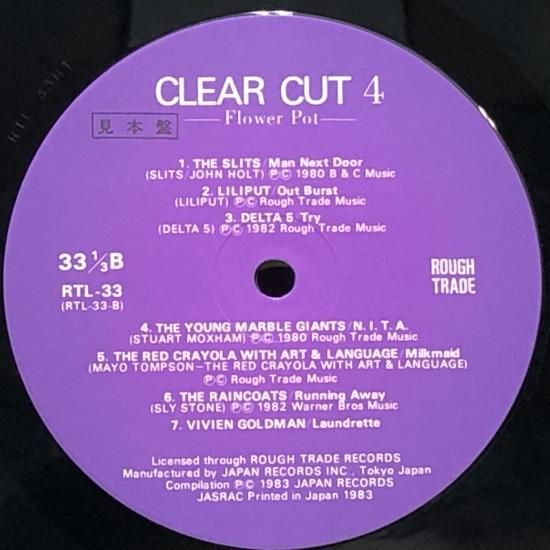 RTL 33B1
CLEAR CUT 4
Flower Pot
見本盤
1. THE SLITS/Man Next Door
(SLITS/JOHN HOLT) ℗© 1980 B & C Music
2. LILIPUT/Out Burst
(LILIPUT) ℗© Rough Trade Music
3. DELTA 5/Try
(DELTA 5) ℗© 1982 Rough Trade Music
33 1/3 B
RTL-33
(RTL-33-B)
ROUGH
TRADE
4. THE YOUNG MARBLE GIANTS/N. I. T. A.
(STUART MOXHAM) ℗© 1980 Rough Trade Music
5. THE RED CRAYOLA WITH ART & LANGUAGE/Milkmaid
(MAYO TOMPSON—THE RED CRAYOLA WITH ART & LANGUAGE)
℗© Rough Trade Music
6. THE RAINCOATS/Running Away
(SLY STONE) ℗© 1982 Warner Bros Music
7. VIVIEN GOLDMAN/Laundrette
Licensed through ROUGH TRADE RECORDS
Manufactured by JAPAN RECORDS INC., Tokyo Japan
Compilation ℗© 1983 JAPAN RECORDS
JASRAC Printed in Japan 1983